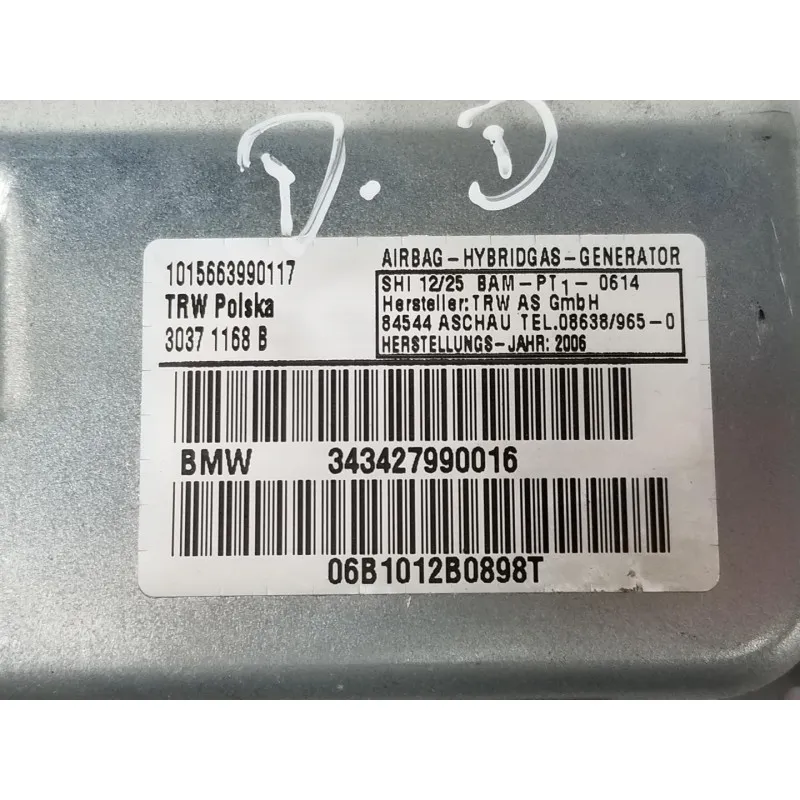 D. D
1015663990117
TRW Polska
3037 1168 B
AIRBAG-HYBRIDGAS-GENERATOR
SHI 12/25 BAM-PT1- 0614
Hersteller:TRW AS GmbH
84544 ASCHAU TEL.08638/965-0
HERSTELLUNGS-JAHR: 2006
BMW 343427990016
06B1012B0898T